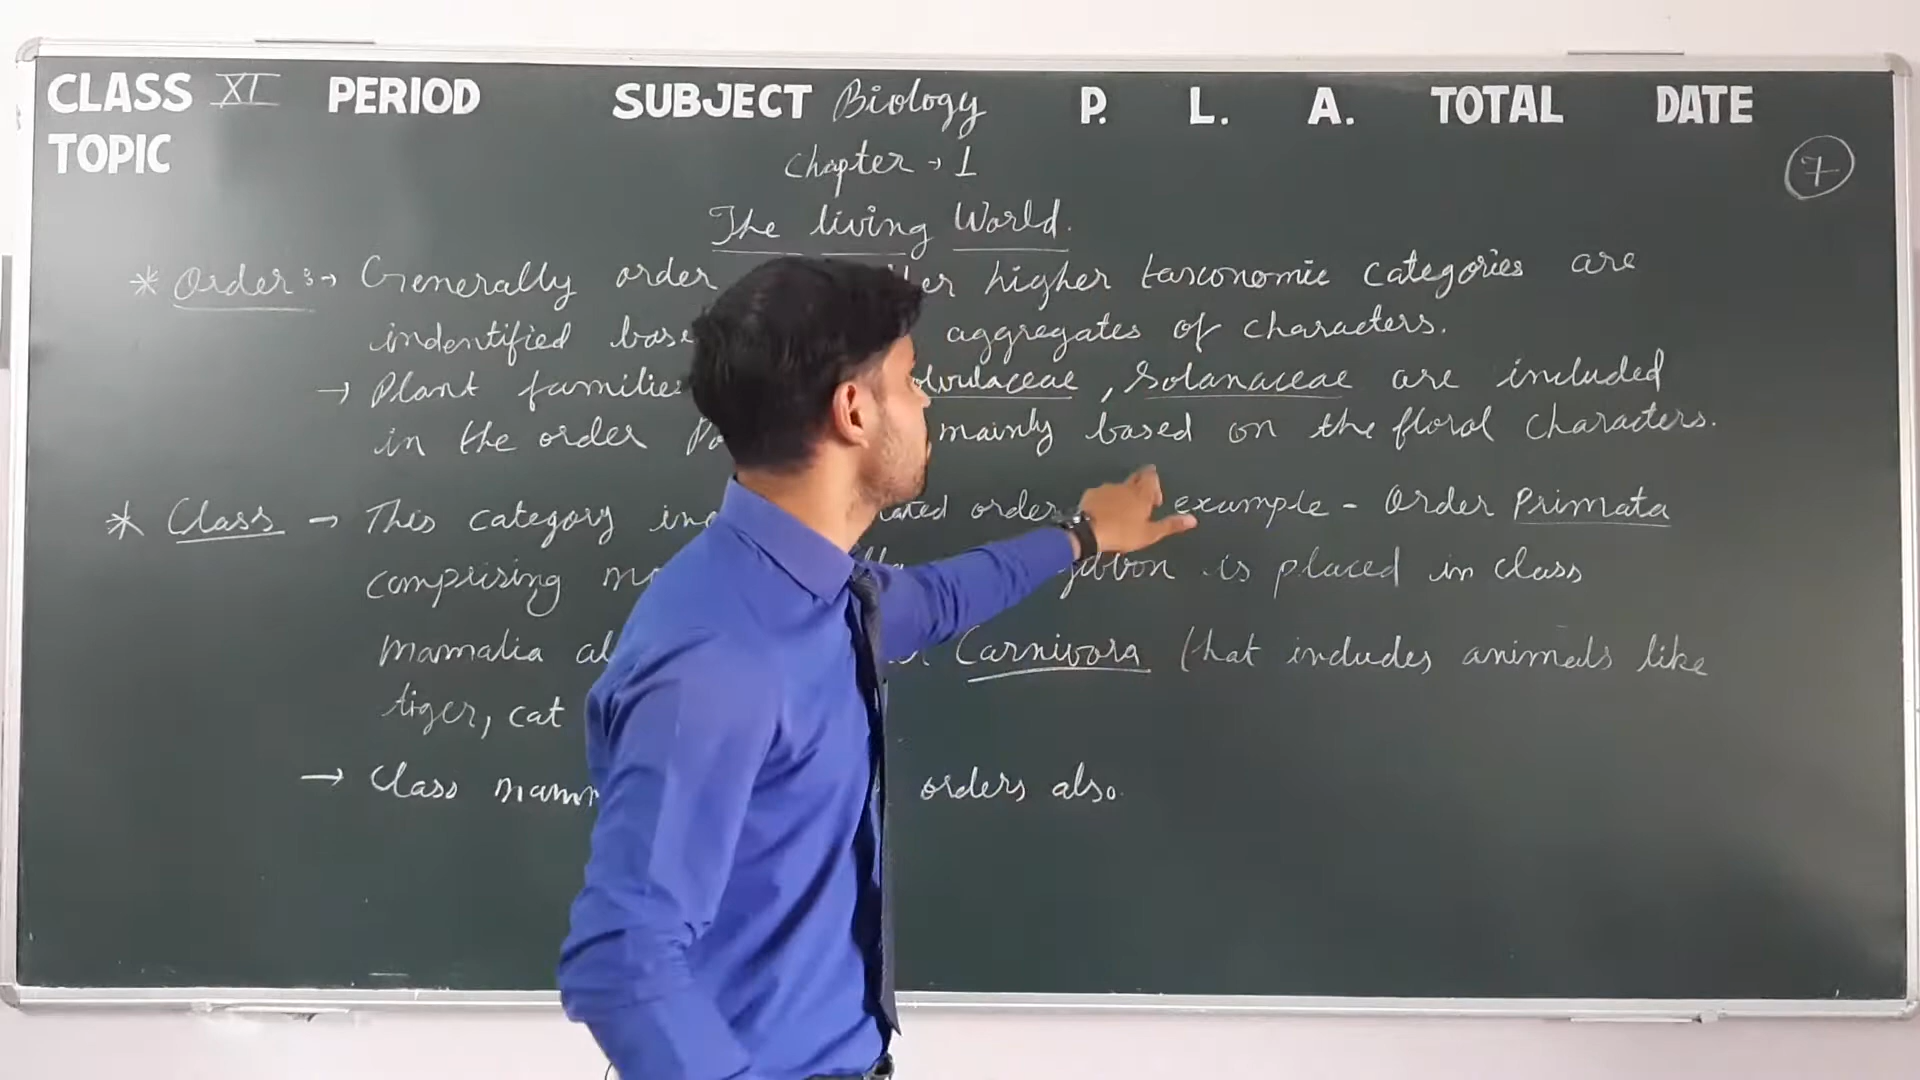 CLASS XI PERIOD SUBJECT Biology P. L. A. TOTAL DATE
TOPIC
Chapter → 1
7
The living World.
* Order :→ Generally order higher taxonomic categories are
indentified aggregates of characters.
→ Plant , Solanaceae are included
in the order mainly based on the floral characters.
* Class → This category order example - Order Primata
comprising is placed in class
mamalia Carnivora (that includes animals like
tiger, cat
→ Class orders also.